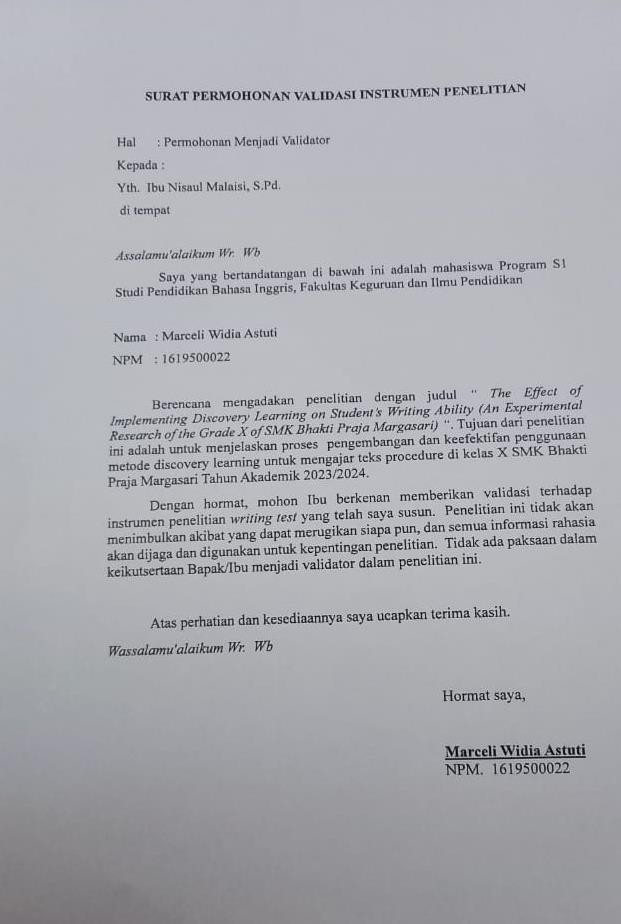 SURAT PERMOHONAN VALIDASI INSTRUMEN PENELITIAN
Hal : Permohonan Menjadi Validator
Kepada :
Yth. Ibu Nisaul Malaisi, S.Pd.
di tempat
Assalamu'alaikum Wr. Wb
Saya yang bertandatangan di bawah ini adalah mahasiswa Program S1
Studi Pendidikan Bahasa Inggris, Fakultas Keguruan dan Ilmu Pendidikan
Nama : Marceli Widia Astuti
NPM : 1619500022
Berencana mengadakan penelitian dengan judul " The Effect of
Implementing Discovery Learning on Student's Writing Ability (An Experimental
Research of the Grade X of SMK Bhakti Praja Margasari) ". Tujuan dari penelitian
ini adalah untuk menjelaskan proses pengembangan dan keefektifan penggunaan
metode discovery learning untuk mengajar teks procedure di kelas X SMK Bhakti
Praja Margasari Tahun Akademik 2023/2024.
Dengan hormat, mohon Ibu berkenan memberikan validasi terhadap
instrumen penelitian writing test yang telah saya susun. Penelitian ini tidak akan
menimbulkan akibat yang dapat merugikan siapa pun, dan semua informasi rahasia
akan dijaga dan digunakan untuk kepentingan penelitian. Tidak ada paksaan dalam
keikutsertaan Bapak/Ibu menjadi validator dalam penelitian ini.
Atas perhatian dan kesediaannya saya ucapkan terima kasih.
Wassalamu'alaikum Wr. Wb
Hormat saya,
Marceli Widia Astuti
NPM. 1619500022